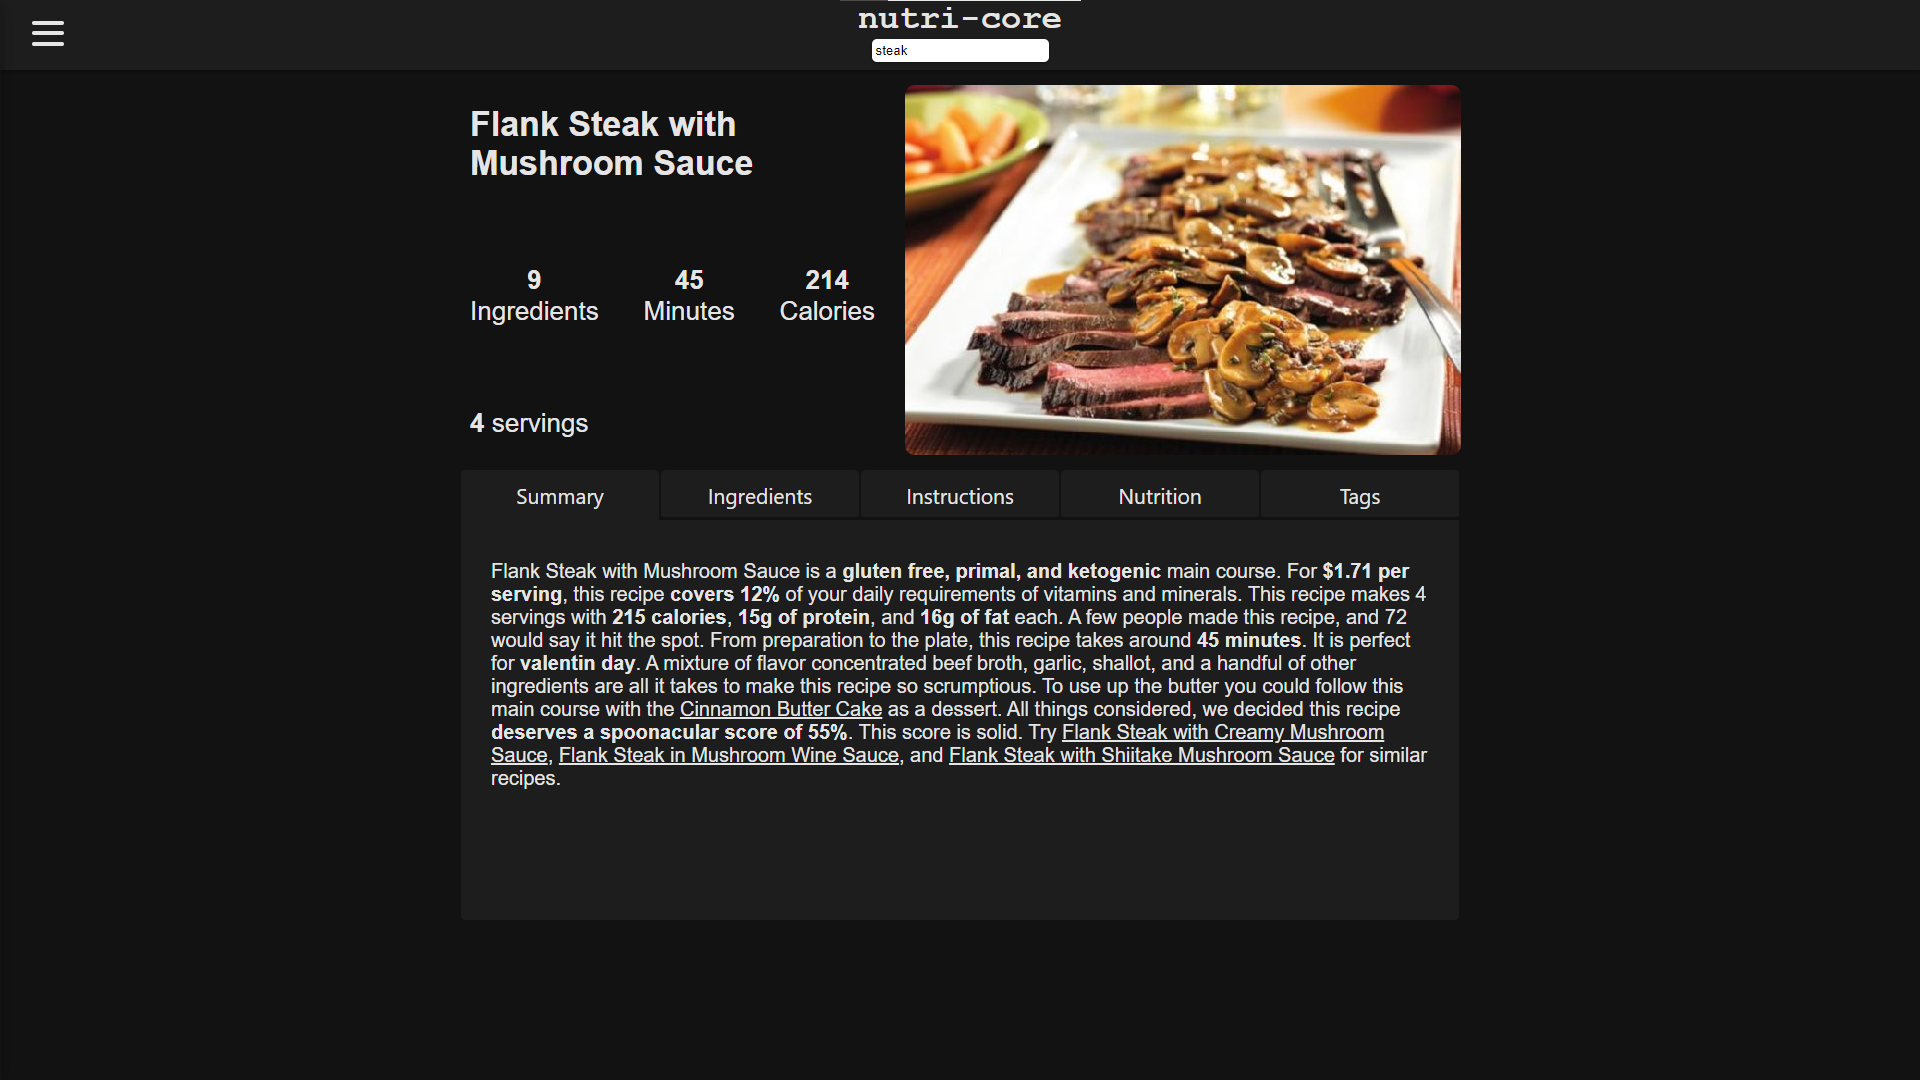 nutri-core
steak
Flank Steak with
Mushroom Sauce
9
Ingredients
45
Minutes
214
Calories
4 servings
Summary
Ingredients
Instructions
Nutrition
Tags
Flank Steak with Mushroom Sauce is a gluten free, primal, and ketogenic main course. For $1.71 per
serving, this recipe covers 12% of your daily requirements of vitamins and minerals. This recipe makes 4
servings with 215 calories, 15g of protein, and 16g of fat each. A few people made this recipe, and 72
would say it hit the spot. From preparation to the plate, this recipe takes around 45 minutes. It is perfect
for valentin day. A mixture of flavor concentrated beef broth, garlic, shallot, and a handful of other
ingredients are all it takes to make this recipe so scrumptious. To use up the butter you could follow this
main course with the Cinnamon Butter Cake as a dessert. All things considered, we decided this recipe
deserves a spoonacular score of 55%. This score is solid. Try Flank Steak with Creamy Mushroom
Sauce, Flank Steak in Mushroom Wine Sauce, and Flank Steak with Shiitake Mushroom Sauce for similar
recipes.